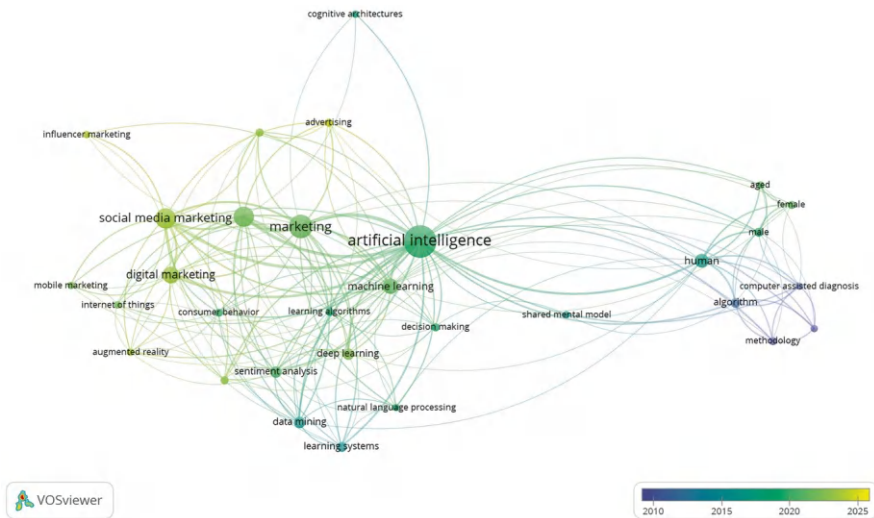 cognitive architectures
advertising
influencer marketing
aged
female
social media marketing
marketing
male
artificial intelligence
human
digital marketing
mobile marketing
machine learning
computer assisted diagnosis
internet of things
algorithm
consumer behavior
learning algorithms
shared mental model
decision making
methodology
augmented reality
deep learning
sentiment analysis
natural language processing
data mining
learning systems
VOSviewer
2010 2015 2020 2025